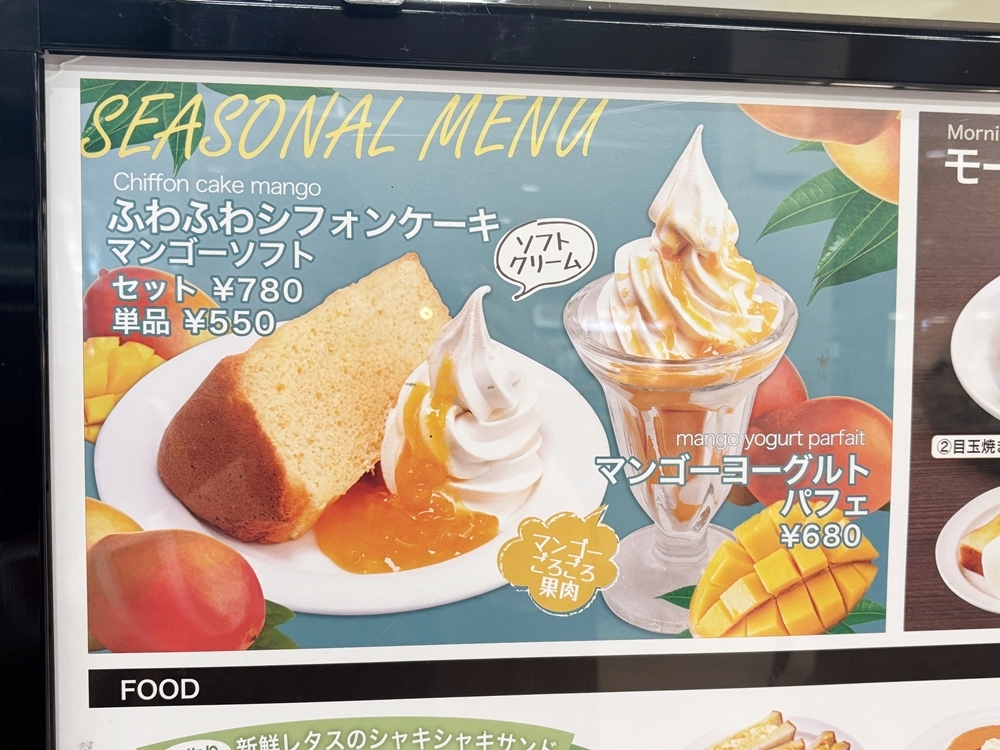 SEASONAL MENU
Chiffon cake mango
ふわふわシフォンケーキ
マンゴーソフト
セット ¥780
単品 ¥550
ソフト
クリーム
mango yogurt parfait
マンゴーヨーグルト
パフェ
¥680
マンゴー
ごろごろ
果肉
Morni
モー
②目玉焼き
FOOD
新鮮レタスのシャキシャキサンド